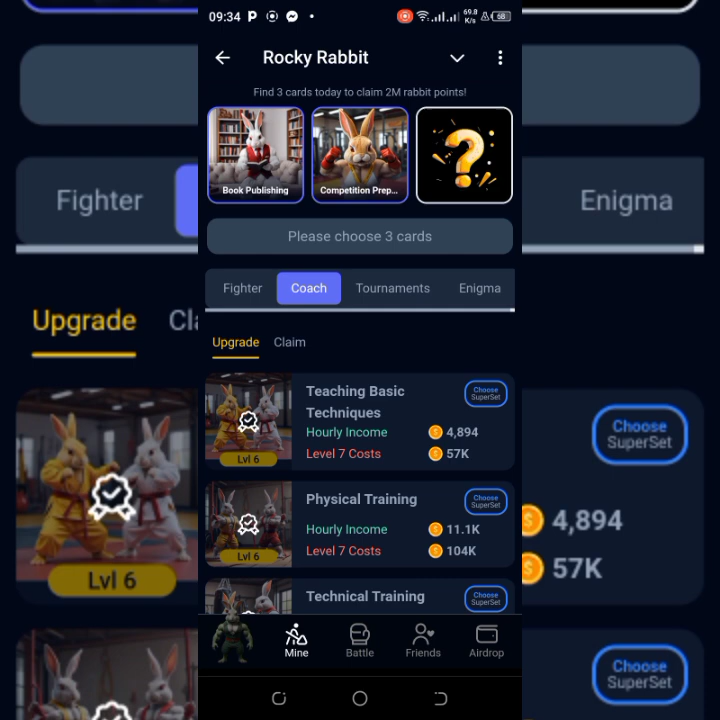 09:34
69.8
K/s
68
Rocky Rabbit
Find 3 cards today to claim 2M rabbit points!
Book Publishing
Competition Prep...
Please choose 3 cards
Fighter
Coach
Tournaments
Enigma
Upgrade
Claim
Teaching Basic
Techniques
Choose
SuperSet
Hourly Income
4,894
Level 7 Costs
57K
Lvl 6
Physical Training
Choose
SuperSet
Hourly Income
11.1K
Level 7 Costs
104K
Lvl 6
Technical Training
Choose
SuperSet
Mine
Battle
Friends
Airdrop
Fighter
Enigma
Upgrade
Cla
Choose
SuperSet
4,894
57K
Lvl 6
Choose
SuperSet